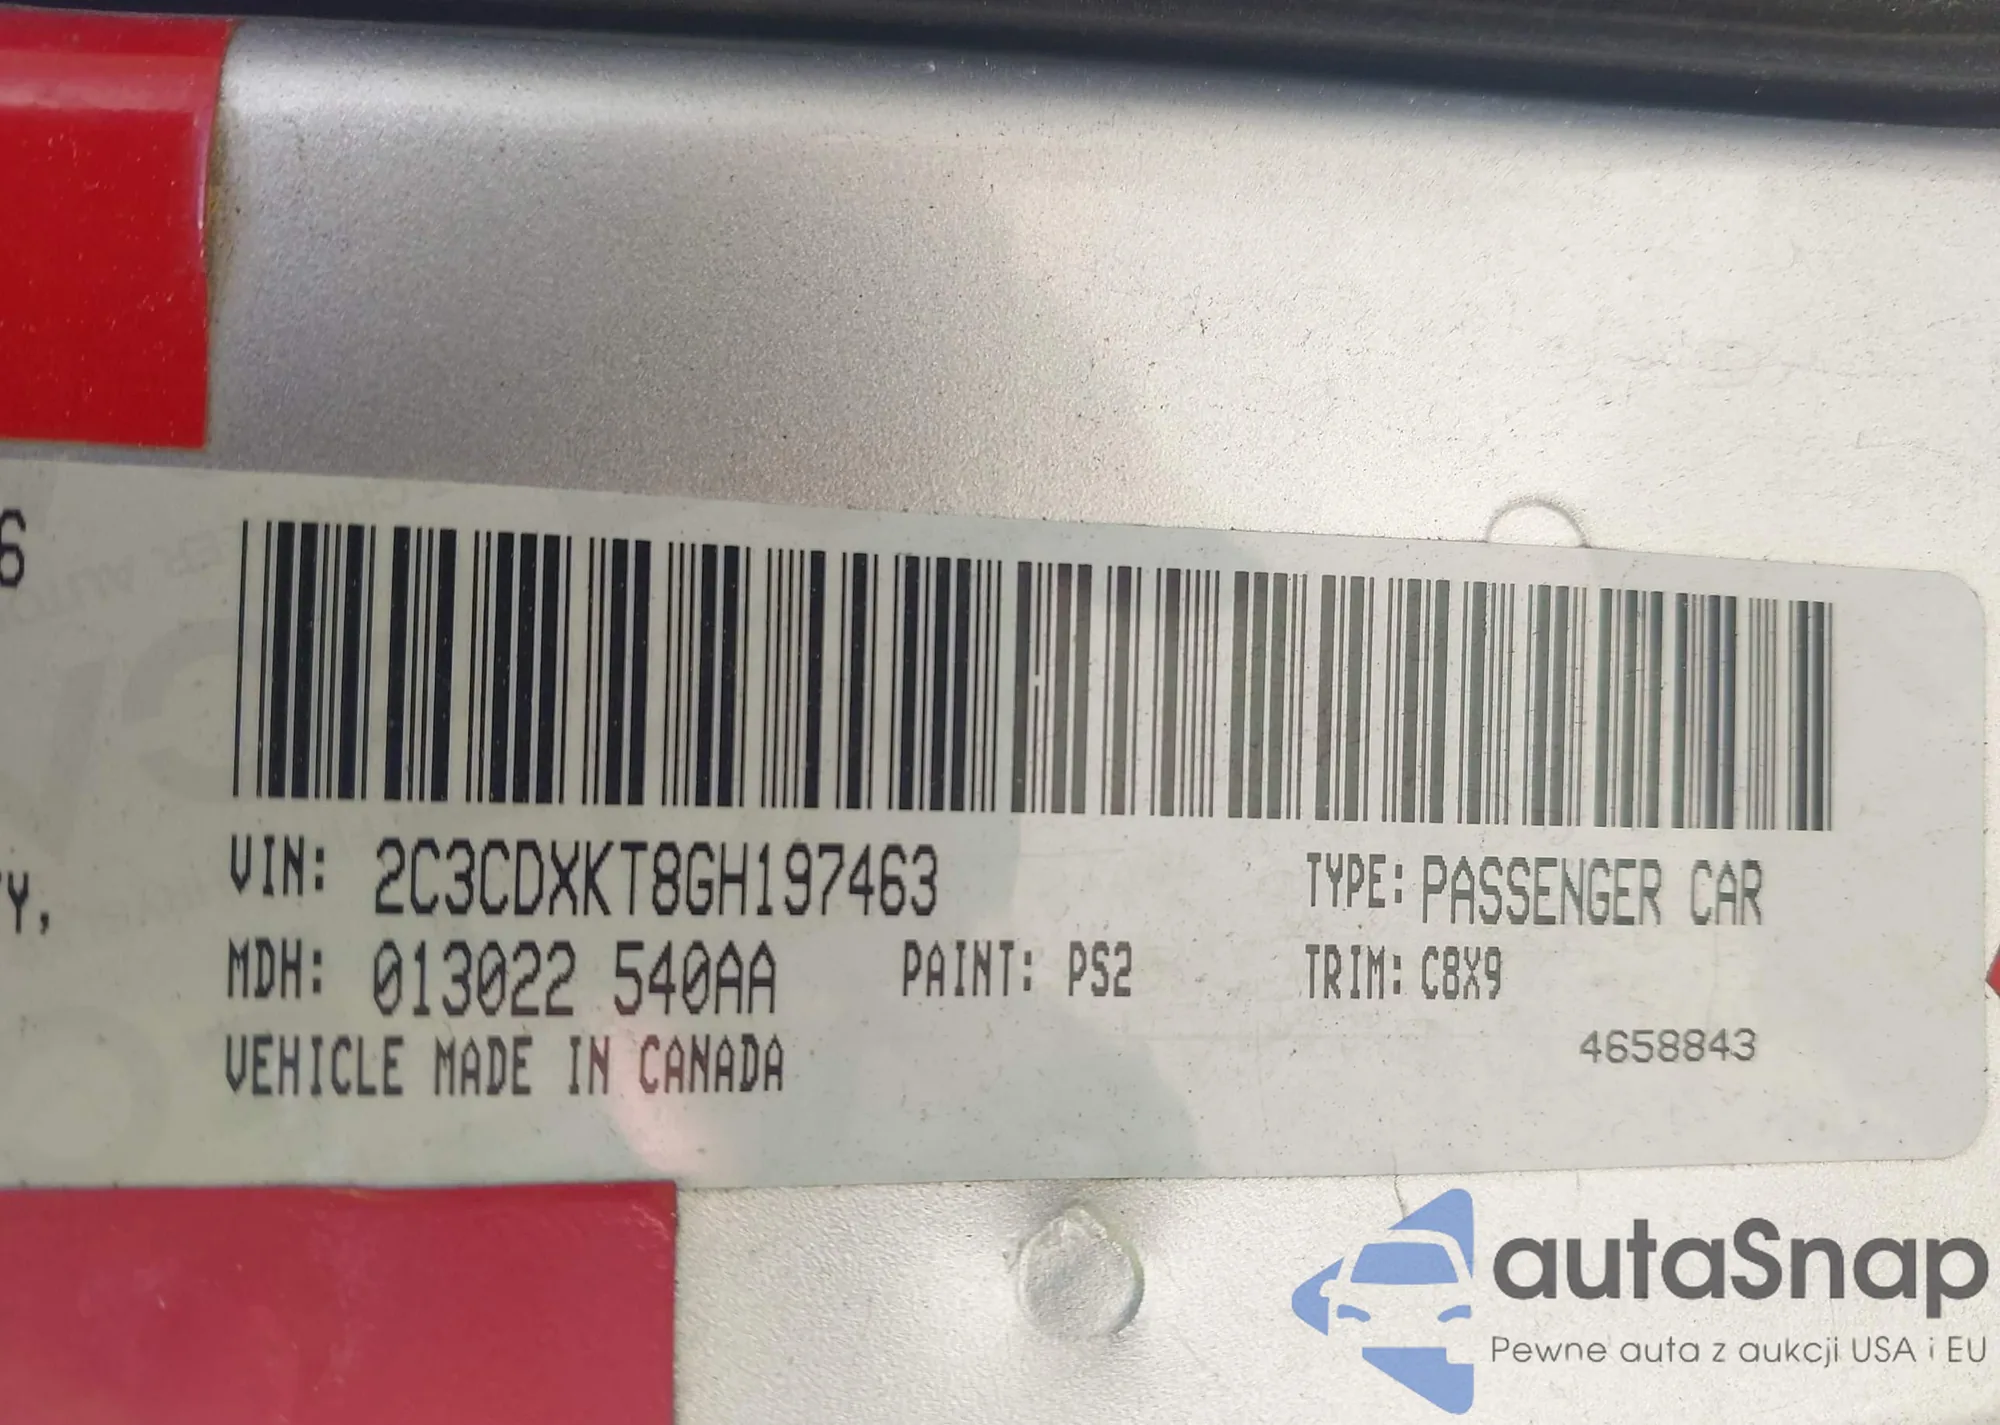 6
Y,
VIN: 2C3CDXKT8GH197463
TYPE: PASSENGER CAR
MDH: 013022 540AA
PAINT: PS2
TRIM: C8X9
VEHICLE MADE IN CANADA
4658843
autaSnap
Pewne auta z aukcji USA i EU